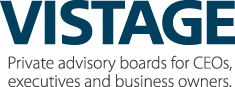 VISTAGE
Private advisory boards for CEOs,
executives and business owners.